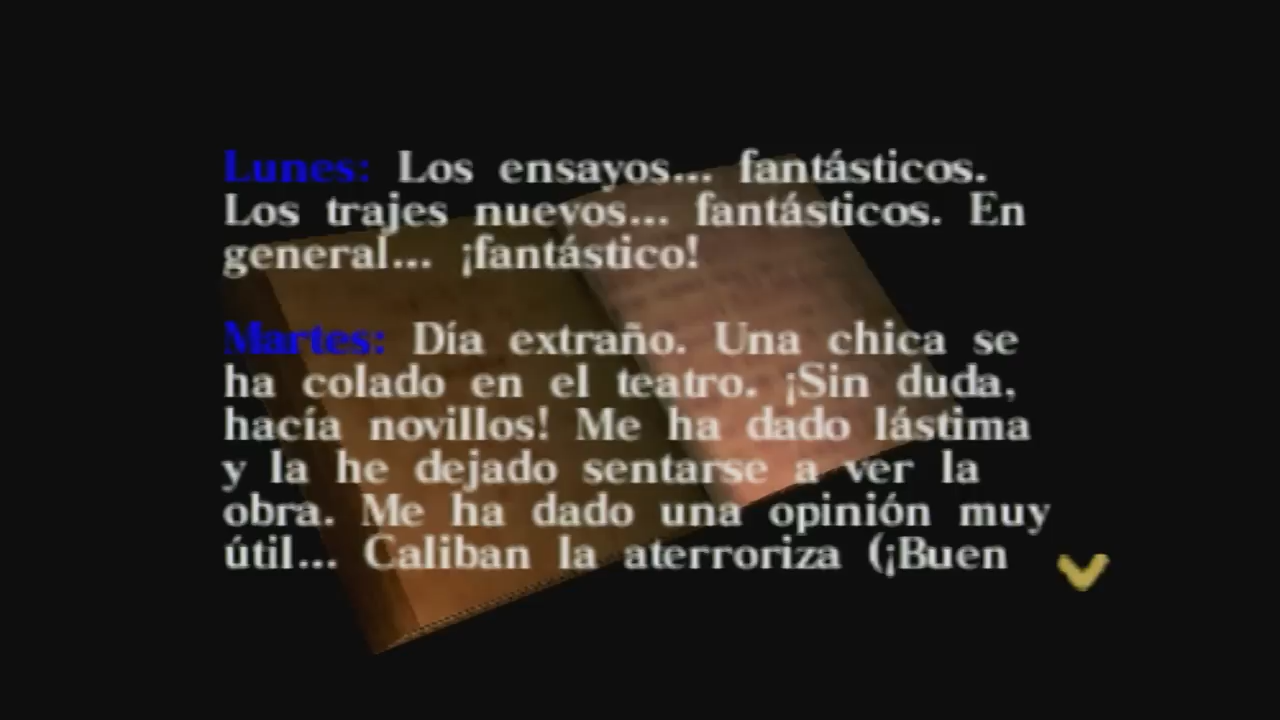 Lunes: Los ensayos... fantásticos.
Los trajes nuevos... fantásticos. En
general... ¡fantástico!
Martes: Día extraño. Una chica se
ha colado en el teatro. ¡Sin duda,
hacía novillos! Me ha dado lástima
y la he dejado sentarse a ver la
obra. Me ha dado una opinión muy
útil... Caliban la aterroriza (¡Buen